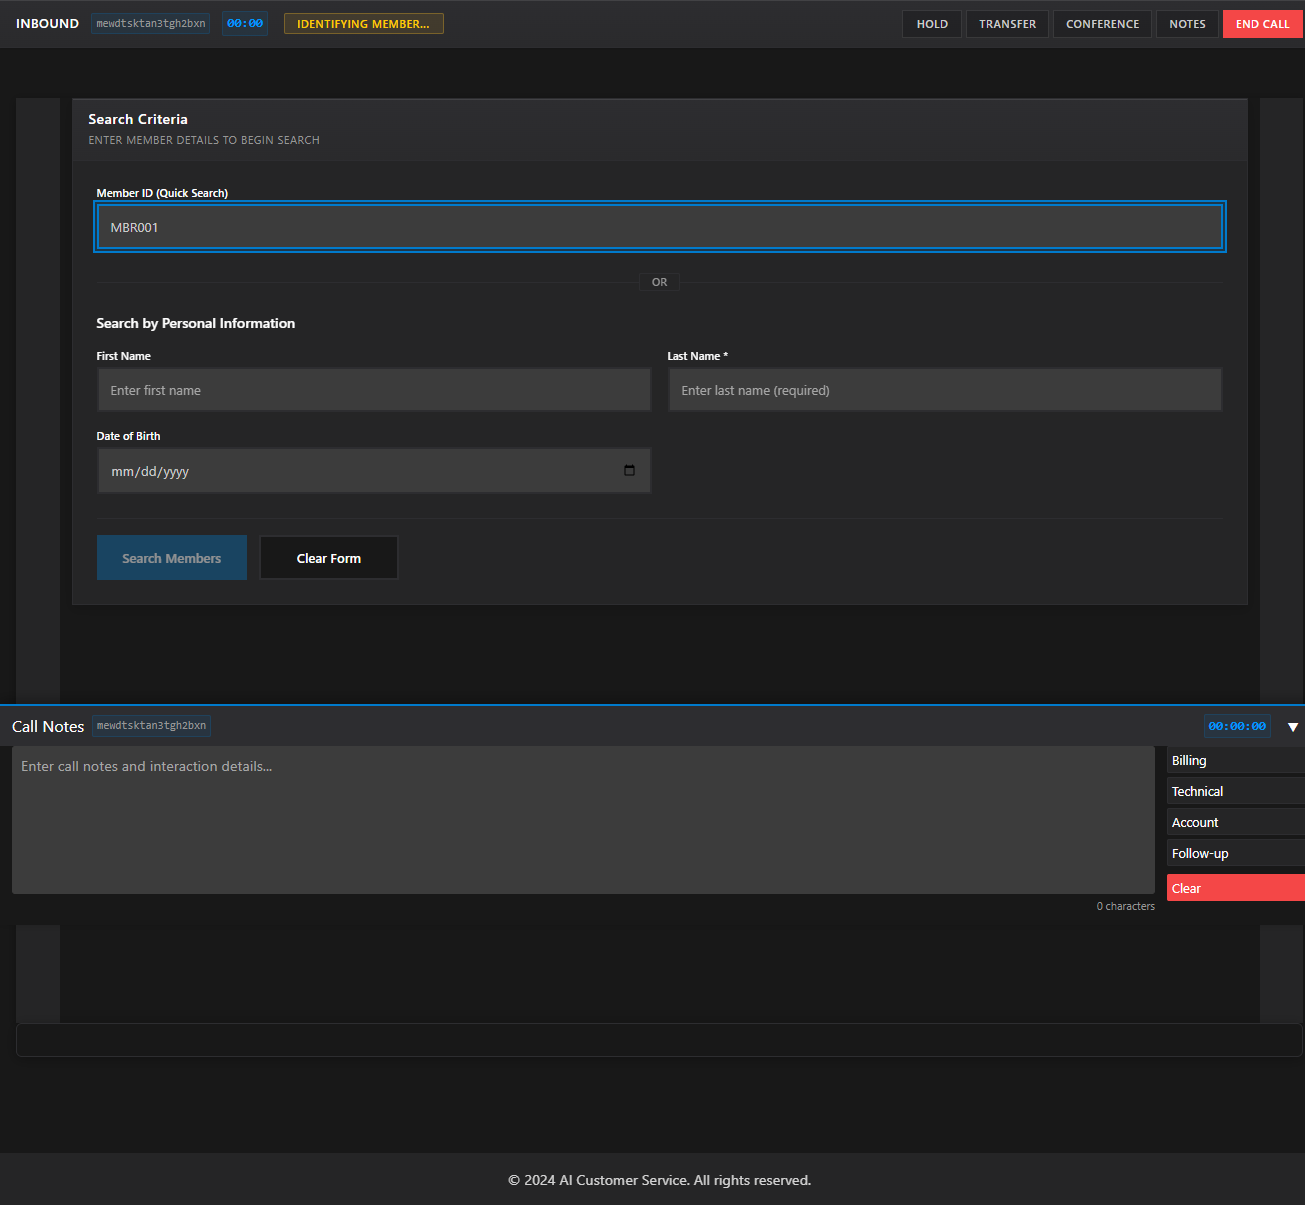 INBOUND mewdtsktan3tgh2bxn 00:00 IDENTIFYING MEMBER... HOLD TRANSFER CONFERENCE NOTES END CALL
Search Criteria
ENTER MEMBER DETAILS TO BEGIN SEARCH
Member ID (Quick Search)
MBR001
OR
Search by Personal Information
First Name Last Name *
Enter first name Enter last name (required)
Date of Birth
mm/dd/yyyy
Search Members Clear Form
Call Notes mewdtsktan3tgh2bxn 00:00:00 ▼
Enter call notes and interaction details...
Billing
Technical
Account
Follow-up
Clear
0 characters
© 2024 AI Customer Service. All rights reserved.